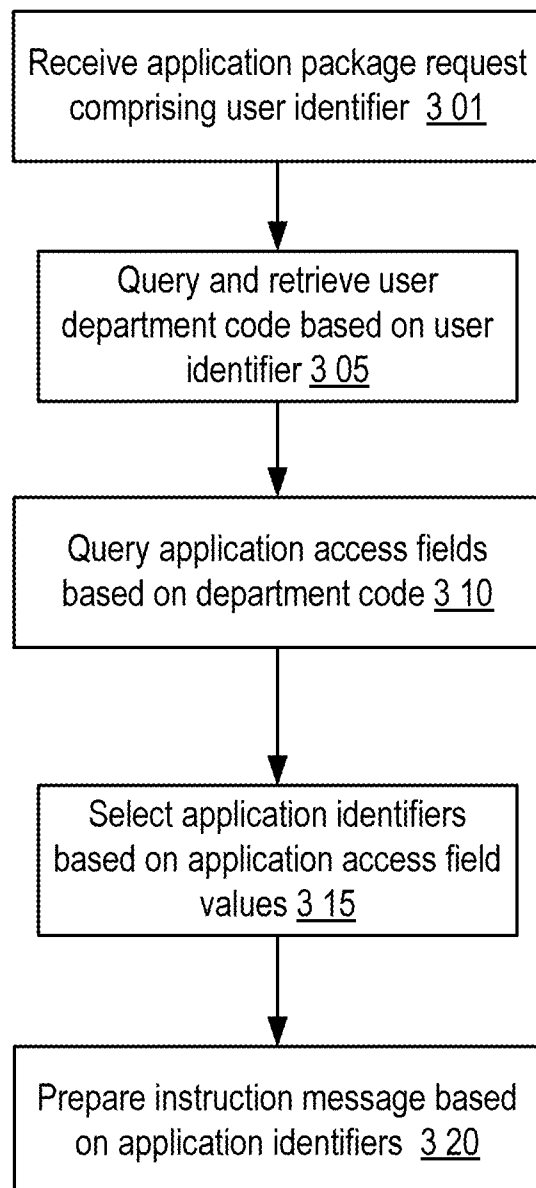 Receive application package request
comprising user identifier 3 01
Query and retrieve user
department code based on user
identifier 3 05
Query application access fields
based on department code 3 10
Select application identifiers
based on application access field
values 3 15
Prepare instruction message based
on application identifiers 3 20